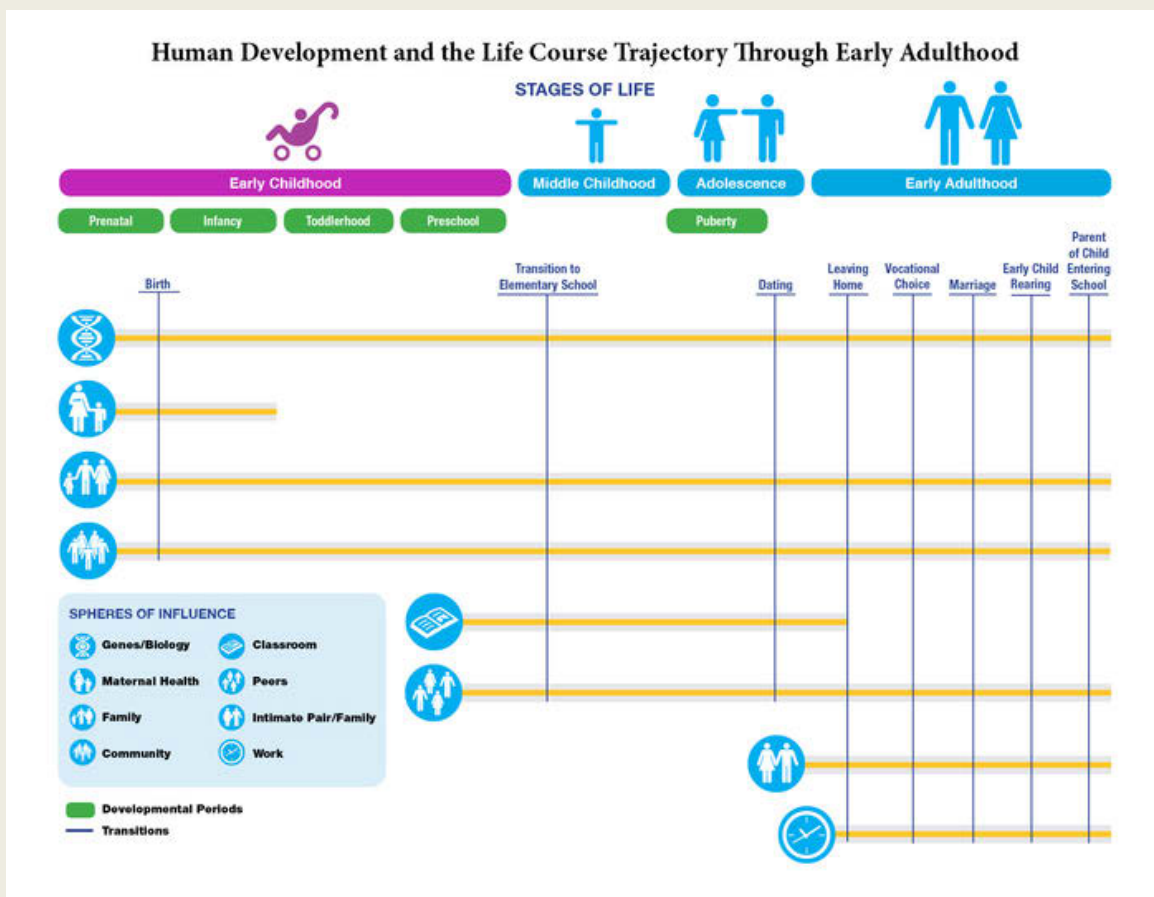 Human Development and the Life Course Trajectory Through Early Adulthood
STAGES OF LIFE
Early Childhood
Middle Childhood
Adolescence
Early Adulthood
Prenatal
Infancy
Toddlerhood
Preschool
Puberty
Birth
Transition to
Elementary School
Dating
Leaving
Home
Vocational
Choice
Marriage
Early Child
Rearing
Parent
of Child
Entering
School
SPHERES OF INFLUENCE
Genes/Biology
Classroom
Maternal Health
Peers
Family
Intimate Pair/Family
Community
Work
Developmental Periods
Transitions